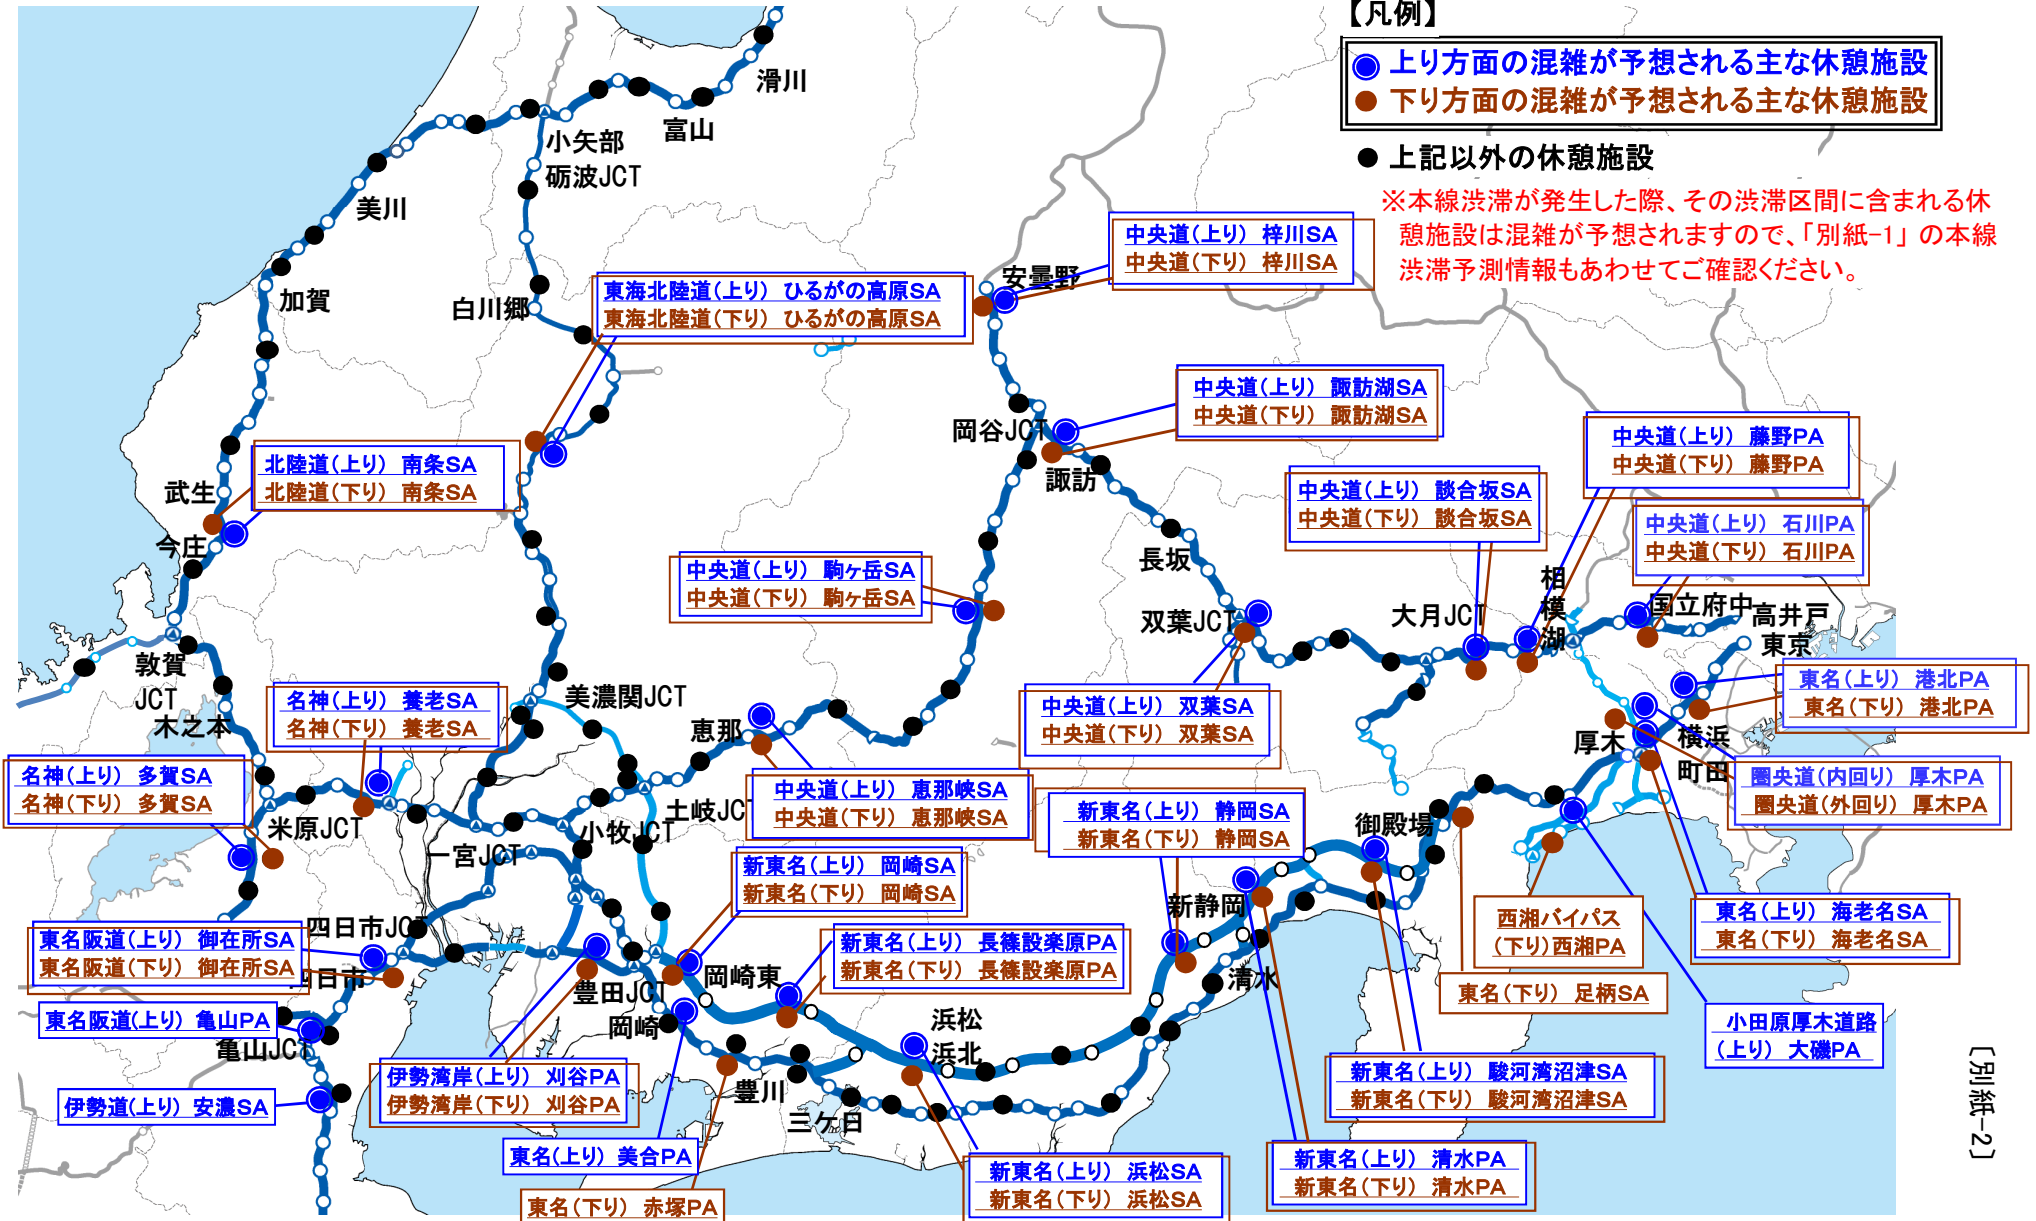 【凡例】
上り方面の混雑が予想される主な休憩施設
下り方面の混雑が予想される主な休憩施設
上記以外の休憩施設
※本線渋滞が発生した際、その渋滞区間に含まれる休
憩施設は混雑が予想されますので、「別紙-1」の本線
渋滞予測情報もあわせてご確認ください。
滑川
富山
小矢部
砺波JCT
美川
加賀
白川郷
東海北陸道(上り) ひるがの高原SA
東海北陸道(下り) ひるがの高原SA
中央道(上り) 梓川SA
中央道(下り) 梓川SA
安曇野
中央道(上り) 諏訪湖SA
中央道(下り) 諏訪湖SA
岡谷JCT
諏訪
中央道(上り) 藤野PA
中央道(下り) 藤野PA
北陸道(上り) 南条SA
北陸道(下り) 南条SA
武生
今庄
中央道(上り) 談合坂SA
中央道(下り) 談合坂SA
中央道(上り) 石川PA
中央道(下り) 石川PA
長坂
中央道(上り) 駒ヶ岳SA
中央道(下り) 駒ヶ岳SA
相模湖
双葉JCT
大月JCT
国立府中
高井戸
東京
敦賀
JCT
木之本
名神(上り) 養老SA
名神(下り) 養老SA
美濃関JCT
恵那
中央道(上り) 双葉SA
中央道(下り) 双葉SA
東名(上り) 港北PA
東名(下り) 港北PA
厚木
横浜
町田
名神(上り) 多賀SA
名神(下り) 多賀SA
圏央道(内回り) 厚木PA
圏央道(外回り) 厚木PA
中央道(上り) 恵那峡SA
中央道(下り) 恵那峡SA
土岐JCT
新東名(上り) 静岡SA
新東名(下り) 静岡SA
米原JCT
小牧JCT
御殿場
一宮JCT
新東名(上り) 岡崎SA
新東名(下り) 岡崎SA
新静岡
西湘バイパス
(下り)西湘PA
東名(上り) 海老名SA
東名(下り) 海老名SA
四日市JCT
東名阪道(上り) 御在所SA
東名阪道(下り) 御在所SA
四日市
新東名(上り) 長篠設楽原PA
新東名(下り) 長篠設楽原PA
岡崎東
豊田JCT
清水
東名(下り) 足柄SA
東名阪道(上り) 亀山PA
亀山JCT
岡崎
浜松
浜北
小田原厚木道路
(上り) 大磯PA
伊勢湾岸(上り) 刈谷PA
伊勢湾岸(下り) 刈谷PA
新東名(上り) 駿河湾沼津SA
新東名(下り) 駿河湾沼津SA
伊勢道(上り) 安濃SA
豊川
三ケ日
東名(上り) 美合PA
新東名(上り) 浜松SA
新東名(下り) 浜松SA
新東名(上り) 清水PA
新東名(下り) 清水PA
東名(下り) 赤塚PA
〔別紙-2〕